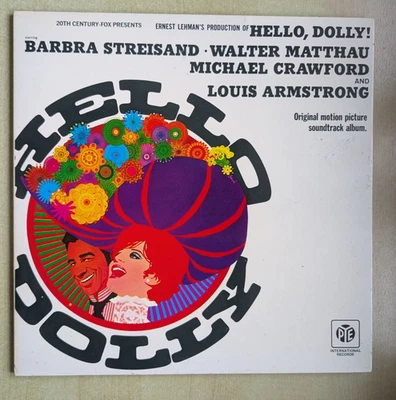 20TH CENTURY-FOX PRESENTS ERNEST LEHMAN'S PRODUCTION OF HELLO, DOLLY!
BARBRA STREISAND · WALTER MATTHAU
MICHAEL CRAWFORD
AND
LOUIS ARMSTRONG
Original motion picture
soundtrack album.
HELLO
DOLLY
PYE
INTERNATIONAL
RECORDS